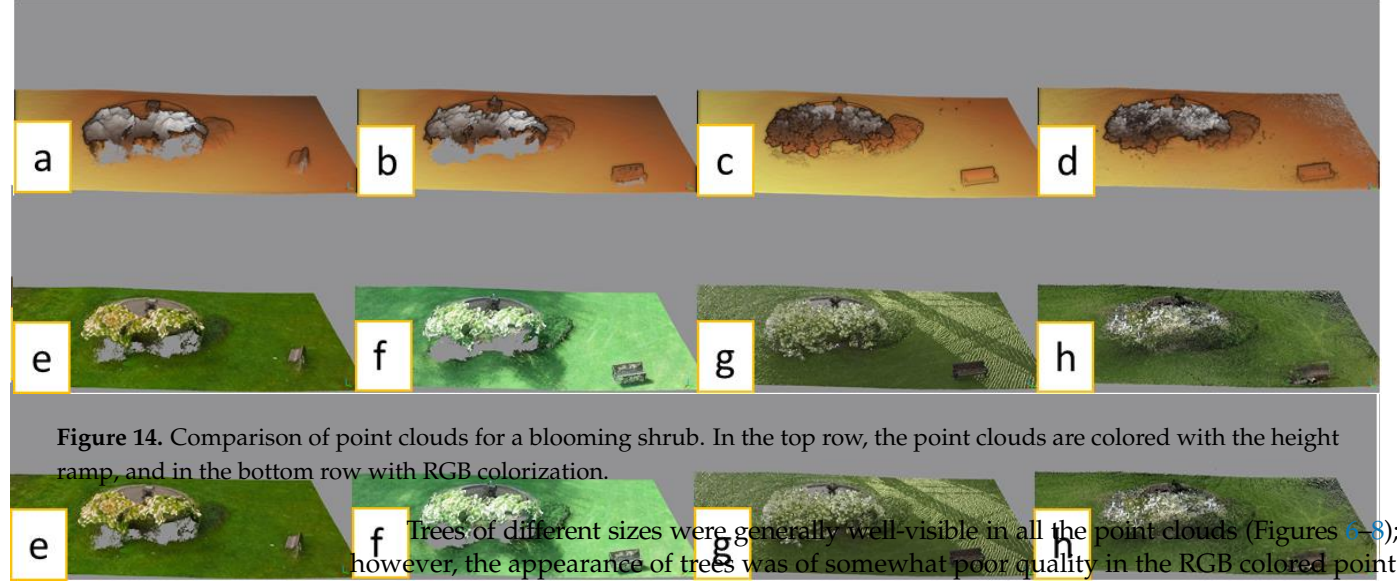 a b c d
e f g h
Figure 14. Comparison of point clouds for a blooming shrub. In the top row, the point clouds are colored with the height
ramp, and in the bottom row with RGB colorization.
e f g h
Trees of different sizes were generally well-visible in all the point clouds (Figures 6–8);
however, the appearance of trees was of somewhat poor quality in the RGB colored point